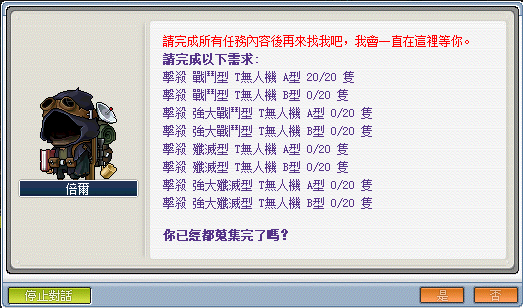 請完成所有任務內容後再來找我吧，我會一直在這裡等你。
請完成以下需求:
擊殺 戰鬥型 T無人機 A型 20/20 隻
擊殺 戰鬥型 T無人機 B型 0/20 隻
擊殺 強大戰鬥型 T無人機 A型 0/20 隻
擊殺 強大戰鬥型 T無人機 B型 0/20 隻
擊殺 殲滅型 T無人機 A型 0/20 隻
擊殺 殲滅型 T無人機 B型 0/20 隻
擊殺 強大殲滅型 T無人機 A型 0/20 隻
擊殺 強大殲滅型 T無人機 B型 0/20 隻
倍爾
你已經都蒐集完了嗎?
停止對話
是
否